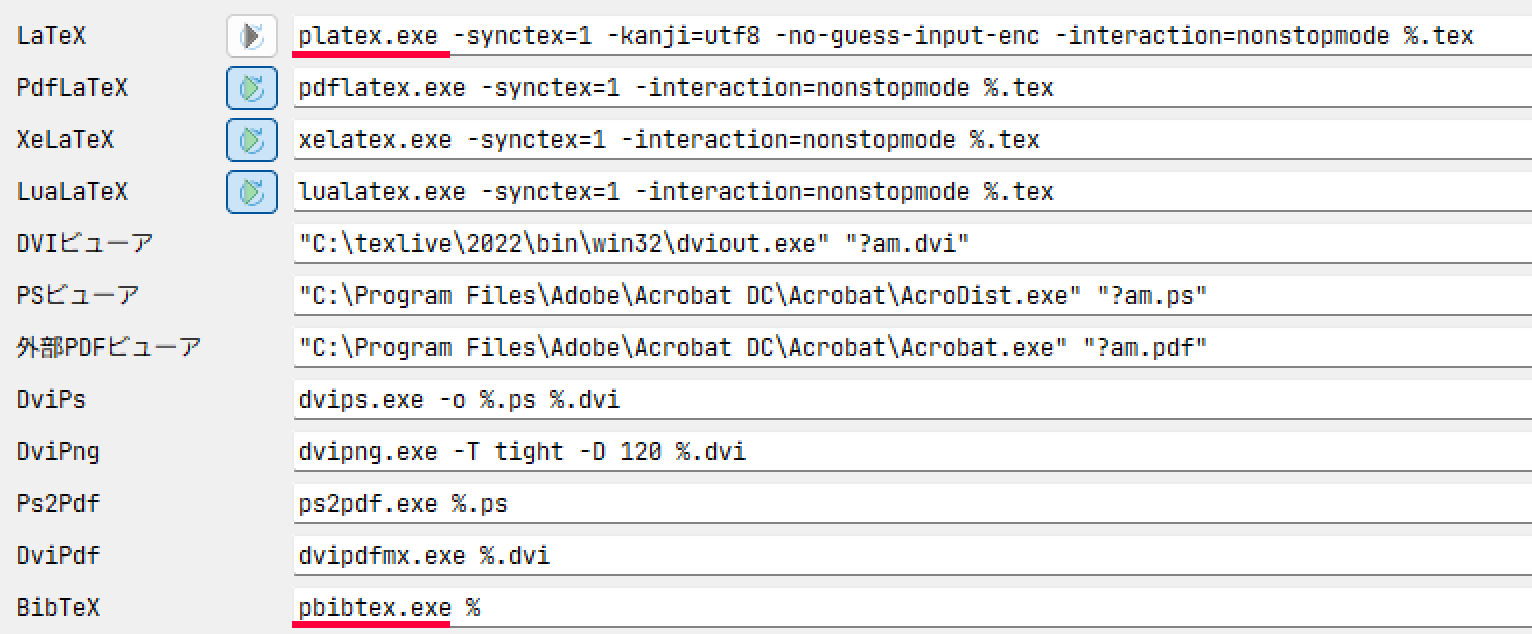 LaTeX platex.exe -synctex=1 -kanji=utf8 -no-guess-input-enc -interaction=nonstopmode %.tex
PdfLaTeX pdflatex.exe -synctex=1 -interaction=nonstopmode %.tex
XeLaTeX xelatex.exe -synctex=1 -interaction=nonstopmode %.tex
LuaLaTeX lualatex.exe -synctex=1 -interaction=nonstopmode %.tex
DVIビューア "C:\texlive\2022\bin\win32\dviout.exe" "?am.dvi"
PSビューア "C:\Program Files\Adobe\Acrobat DC\Acrobat\AcroDist.exe" "?am.ps"
外部PDFビューア "C:\Program Files\Adobe\Acrobat DC\Acrobat\Acrobat.exe" "?am.pdf"
DviPs dvips.exe -o %.ps %.dvi
DviPng dvipng.exe -T tight -D 120 %.dvi
Ps2Pdf ps2pdf.exe %.ps
DviPdf dvipdfmx.exe %.dvi
BibTeX pbibtex.exe %